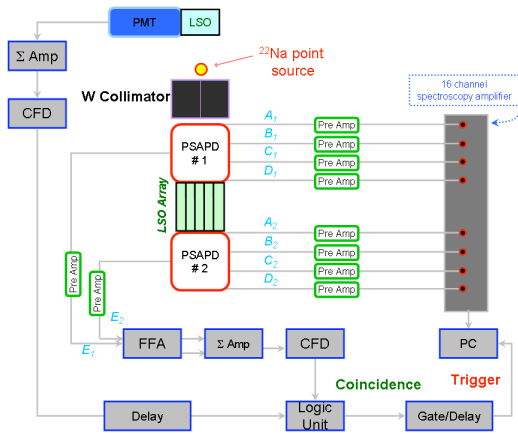 PMT
LSO
Σ Amp
²²Na point
source
16 channel
spectroscopy amplifier
W Collimator
CFD
A₁
Pre Amp
B₁
Pre Amp
PSAPD
# 1
C₁
Pre Amp
D₁
Pre Amp
LSO Array
A₂
Pre Amp
B₂
Pre Amp
PSAPD
# 2
C₂
Pre Amp
D₂
Pre Amp
Pre Amp
Pre Amp
E₂
E₁
FFA
Σ Amp
CFD
PC
Coincidence
Trigger
Delay
Logic
Unit
Gate/Delay